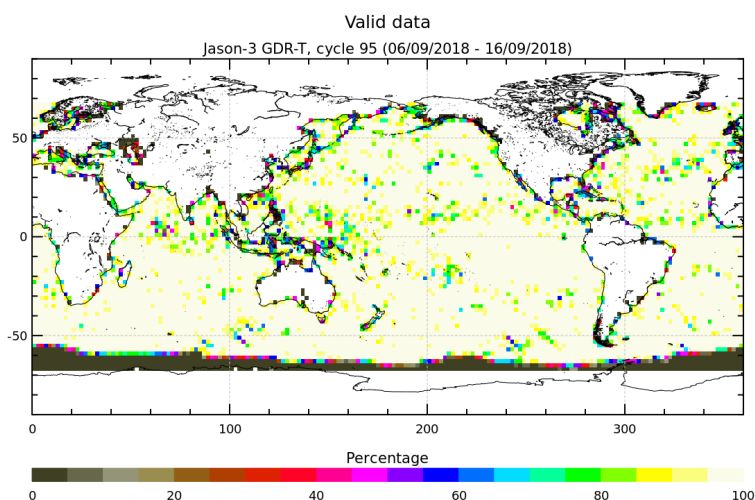 Valid data
Jason-3 GDR-T, cycle 95 (06/09/2018 - 16/09/2018)
50
0
-50
0 100 200 300
Percentage
0 20 40 60 80 100